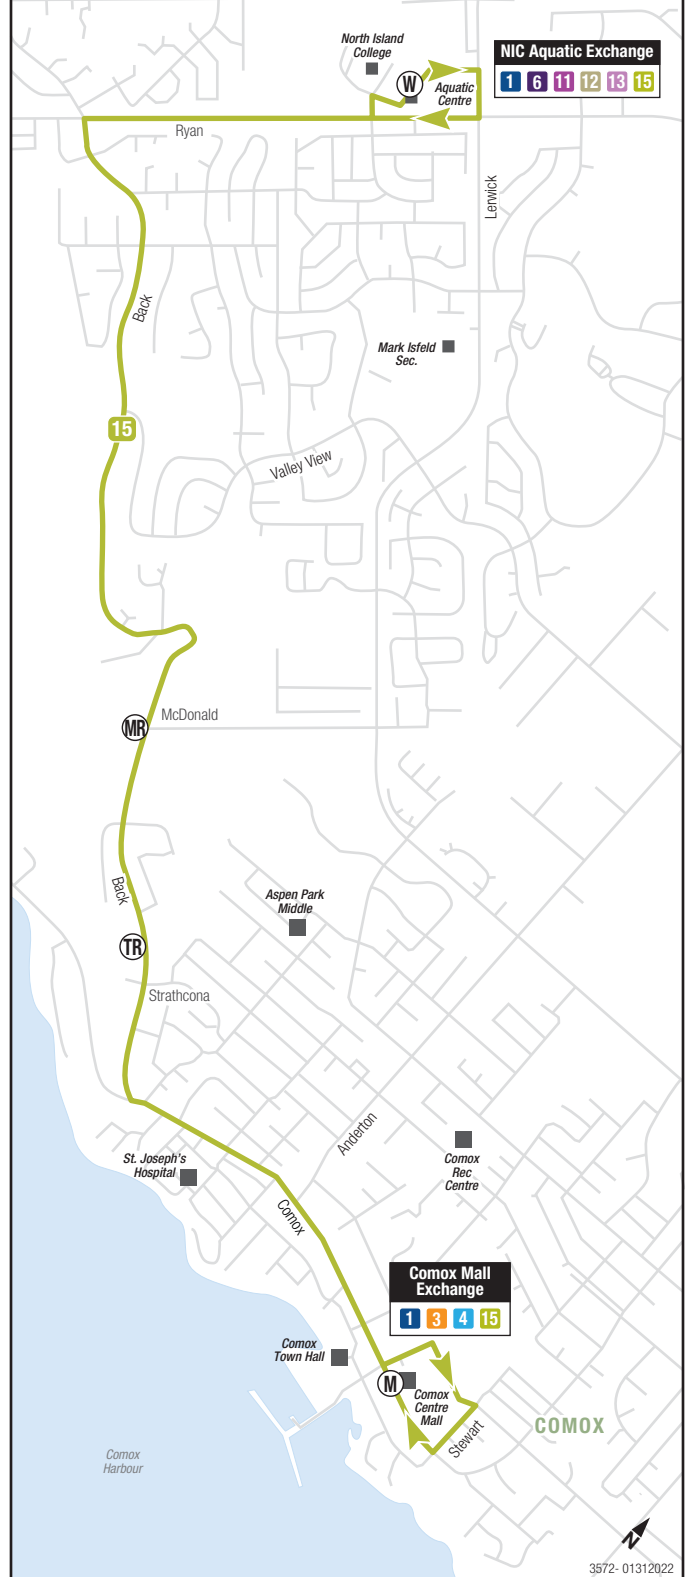 North Island
College
NIC Aquatic Exchange
1 6 11 12 13 15
W
Aquatic
Centre
Ryan
Lerwick
Back
Mark Isfeld
Sec.
15
Valley View
McDonald
MR
Back
Aspen Park
Middle
TR
Strathcona
Anderton
Comox
Rec
Centre
St. Joseph's
Hospital
Comox
Comox Mall
Exchange
1 3 4 15
Comox
Town Hall
M
Comox
Centre
Mall
Stewart
COMOX
Comox
Harbour
N
3572- 01312022